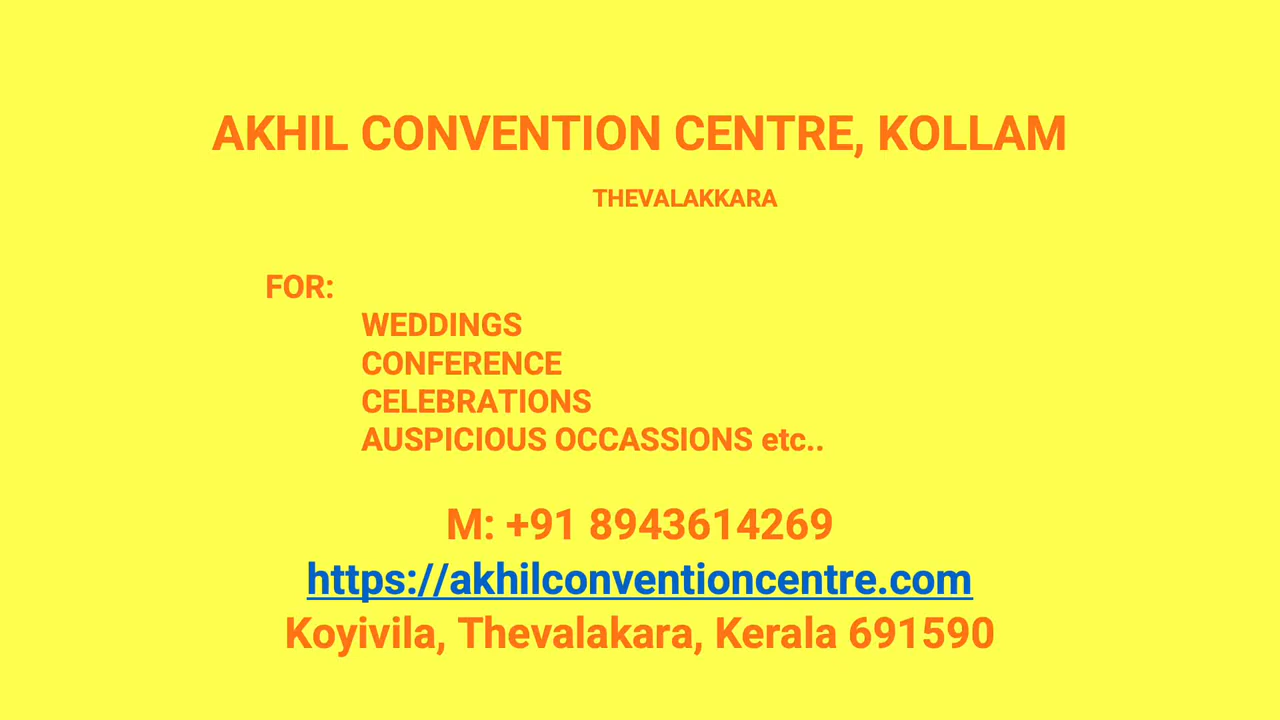 AKHIL CONVENTION CENTRE, KOLLAM
THEVALAKKARA
FOR:
WEDDINGS
CONFERENCE
CELEBRATIONS
AUSPICIOUS OCCASSIONS etc..
M: +91 8943614269
https://akhilconventioncentre.com
Koyivila, Thevalakara, Kerala 691590